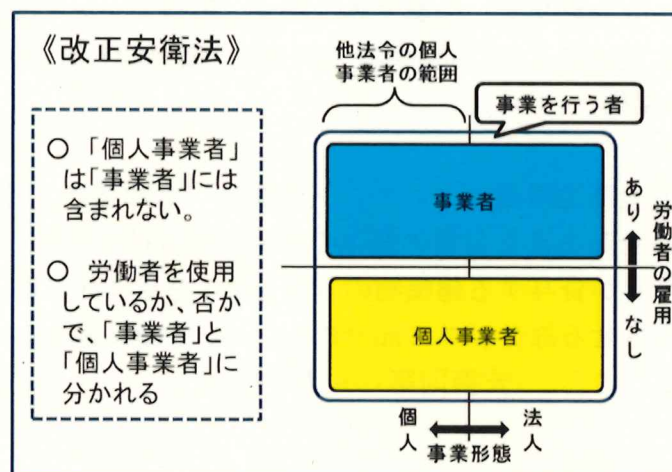 《改正安衛法》
○ 「個人事業者」
は「事業者」には
含まれない。
○ 労働者を使用
しているか、否か
で、「事業者」と
「個人事業者」に
分かれる
他法令の個人
事業者の範囲
事業を行う者
事業者
個人事業者
あり
なし
労働者の雇用
個人
法人
事業形態